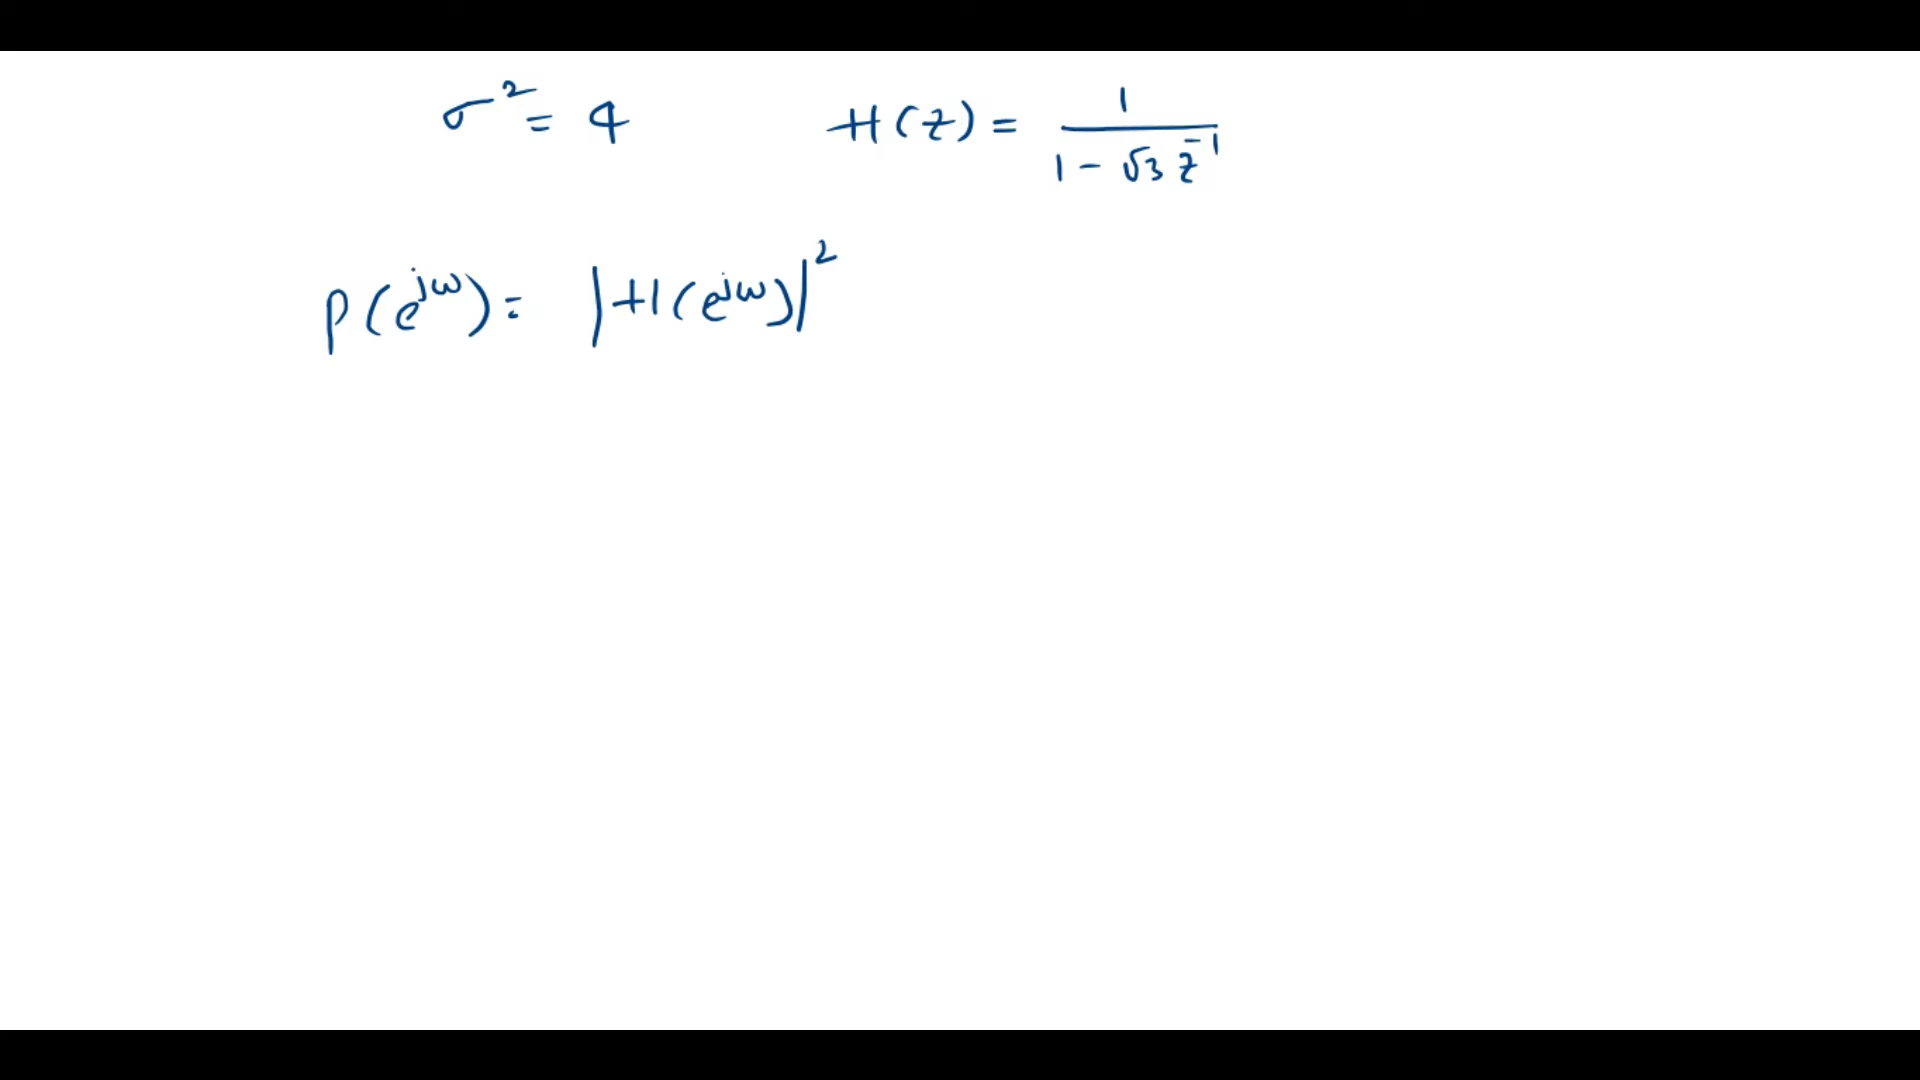 σ² = 4 H(z) = 1 / (1 - √3 z⁻¹)
P(e^{jω}) = |H(e^{jω})|²